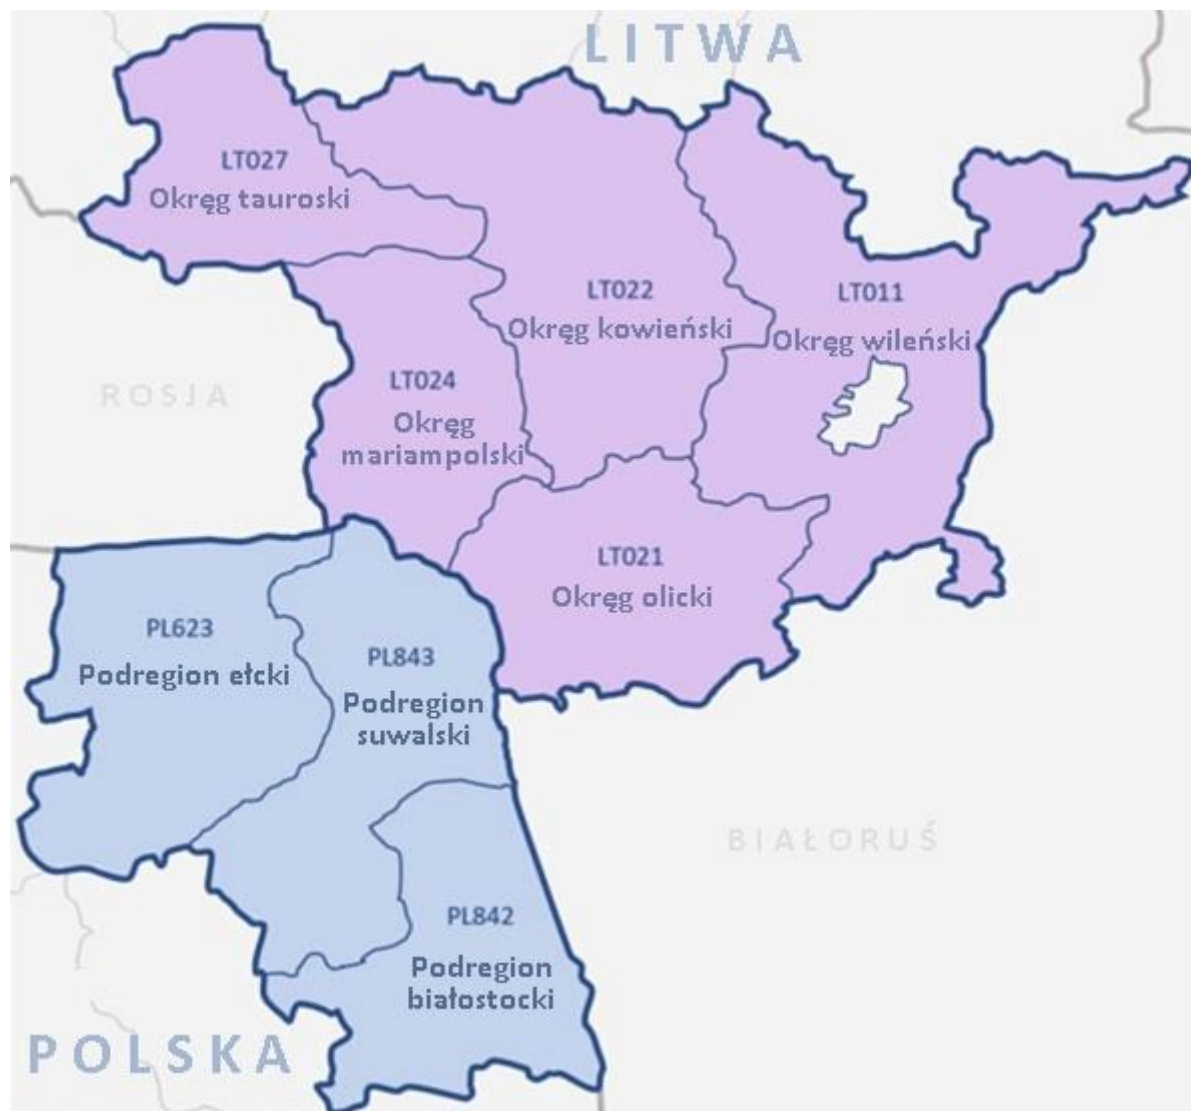 LITWA
LT027
Okręg tauroski
LT022
Okręg kowieński
LT011
Okręg wileński
ROSJA
LT024
Okręg
mariampolski
LT021
Okręg olicki
PL623
Podregion ełcki
PL843
Podregion
suwalski
BIAŁORUŚ
PL842
Podregion
białostocki
POLSKA